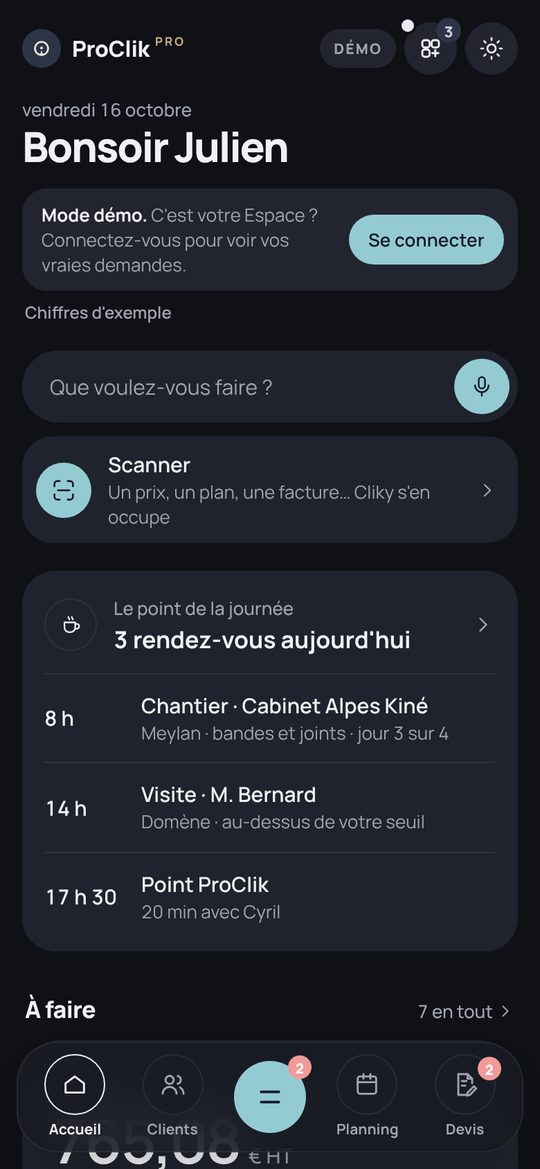 ProClik PRO
DÉMO
3
vendredi 16 octobre
Bonsoir Julien
Mode démo. C'est votre Espace ?
Connectez-vous pour voir vos
vraies demandes.
Se connecter
Chiffres d'exemple
Que voulez-vous faire ?
Scanner
Un prix, un plan, une facture… Cliky s'en
occupe
Le point de la journée
3 rendez-vous aujourd'hui
8 h
Chantier · Cabinet Alpes Kiné
Meylan · bandes et joints · jour 3 sur 4
14 h
Visite · M. Bernard
Domène · au-dessus de votre seuil
17 h 30
Point ProClik
20 min avec Cyril
À faire
7 en tout
2
2
Accueil
Clients
Planning
Devis
765,08 € HT